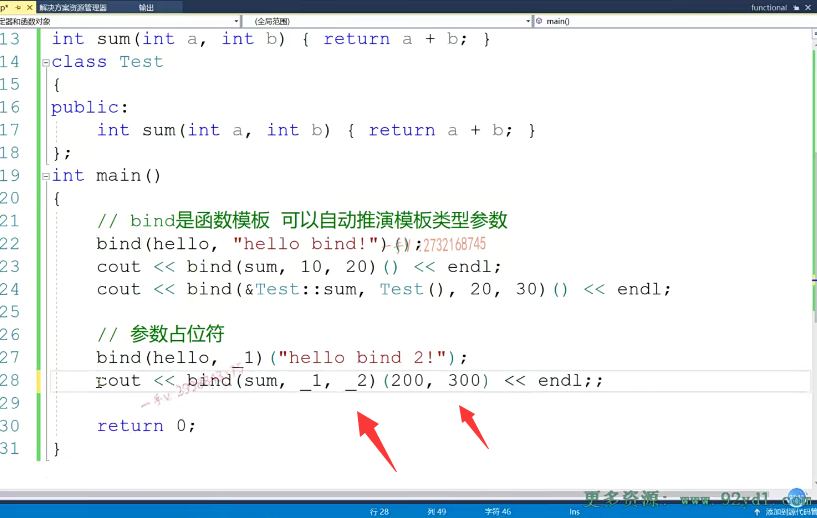 p* 解决方案资源管理器 输出 functional
定器和函数对象 (全局范围) main()
13 int sum(int a, int b) { return a + b; }
14 class Test
15 {
16 public:
17 int sum(int a, int b) { return a + b; }
18 };
19 int main()
20 {
21 // bind是函数模板 可以自动推演模板类型参数
22 bind(hello, "hello bind!")();
2732168745
23 cout << bind(sum, 10, 20)() << endl;
24 cout << bind(&Test::sum, Test(), 20, 30)() << endl;
25
26 // 参数占位符
27 bind(hello, _1)("hello bind 2!");
28 cout << bind(sum, _1, _2)(200, 300) << endl;;
29
30 return 0;
31 }
更多资源: www.92yd1.com
行 28 列 49 字符 46 Ins 添加到源代码管